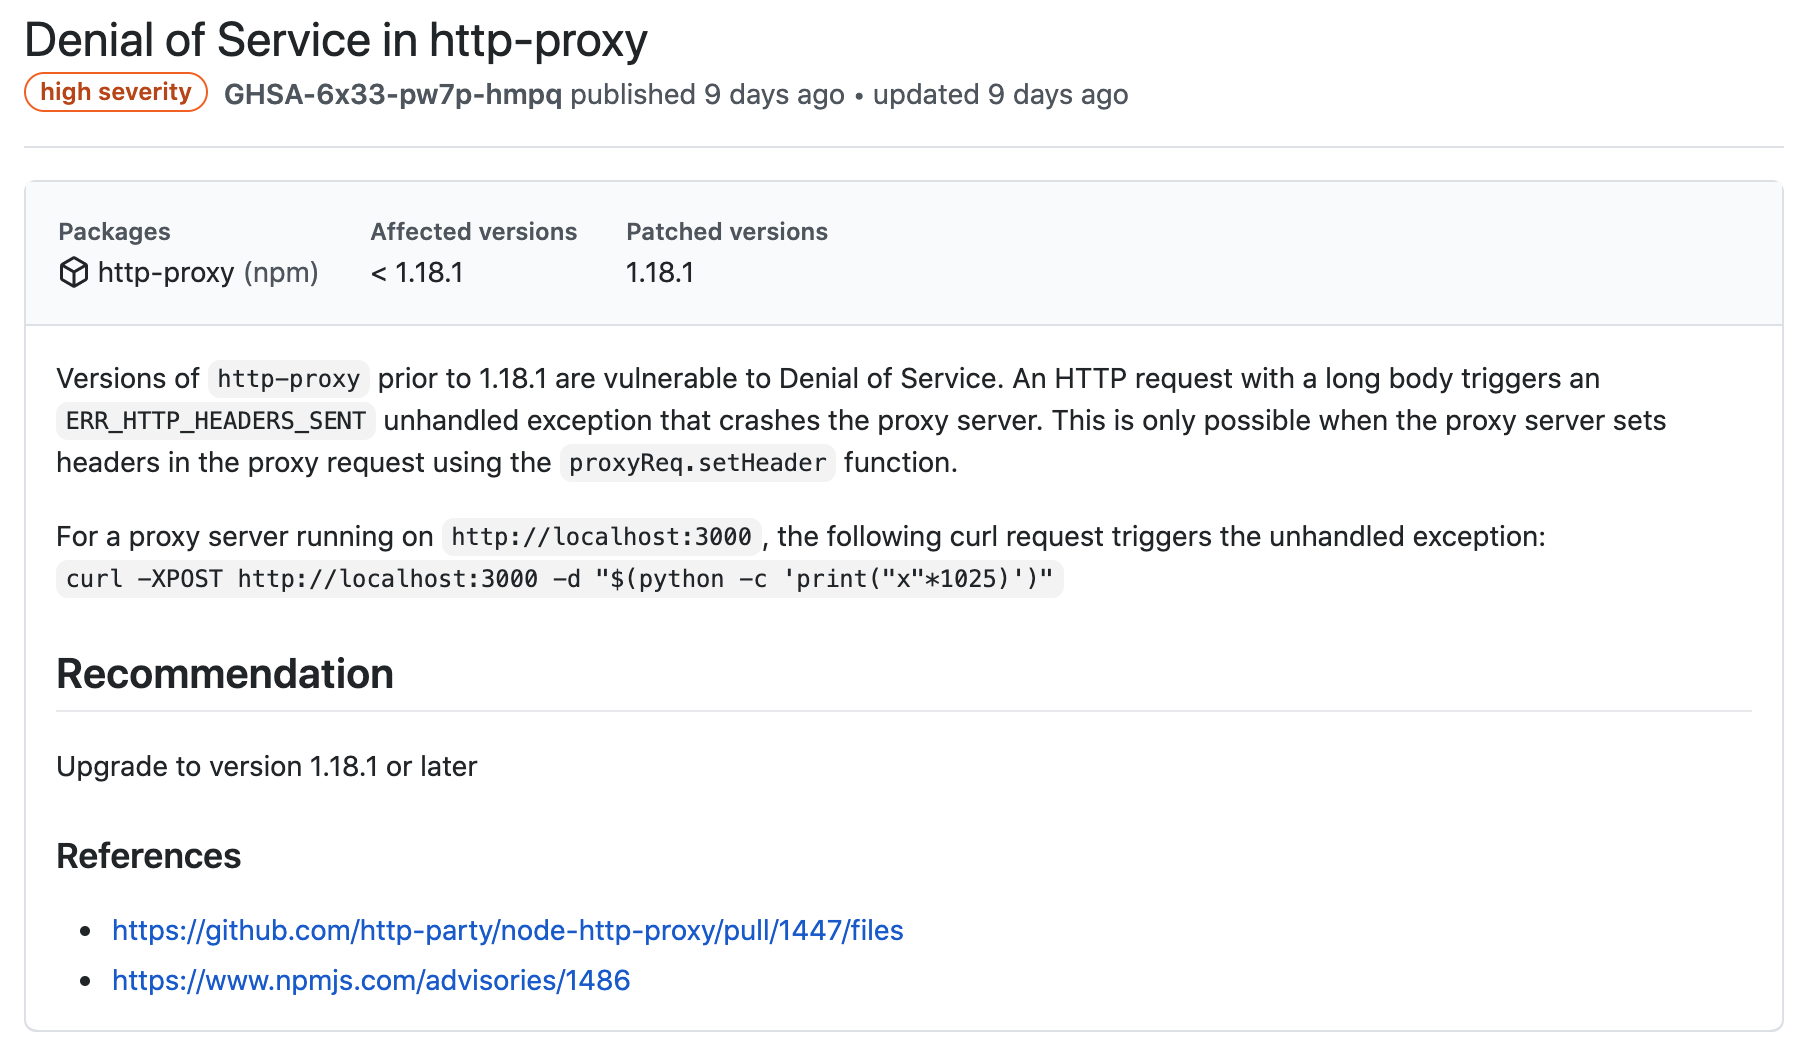 Denial of Service in http-proxy
high severity GHSA-6x33-pw7p-hmpq published 9 days ago • updated 9 days ago
Packages Affected versions Patched versions
http-proxy (npm) < 1.18.1 1.18.1
Versions of http-proxy prior to 1.18.1 are vulnerable to Denial of Service. An HTTP request with a long body triggers an
ERR_HTTP_HEADERS_SENT unhandled exception that crashes the proxy server. This is only possible when the proxy server sets
headers in the proxy request using the proxyReq.setHeader function.
For a proxy server running on http://localhost:3000, the following curl request triggers the unhandled exception:
curl -XPOST http://localhost:3000 -d "$(python -c 'print("x"*1025)')"
Recommendation
Upgrade to version 1.18.1 or later
References
• https://github.com/http-party/node-http-proxy/pull/1447/files
• https://www.npmjs.com/advisories/1486